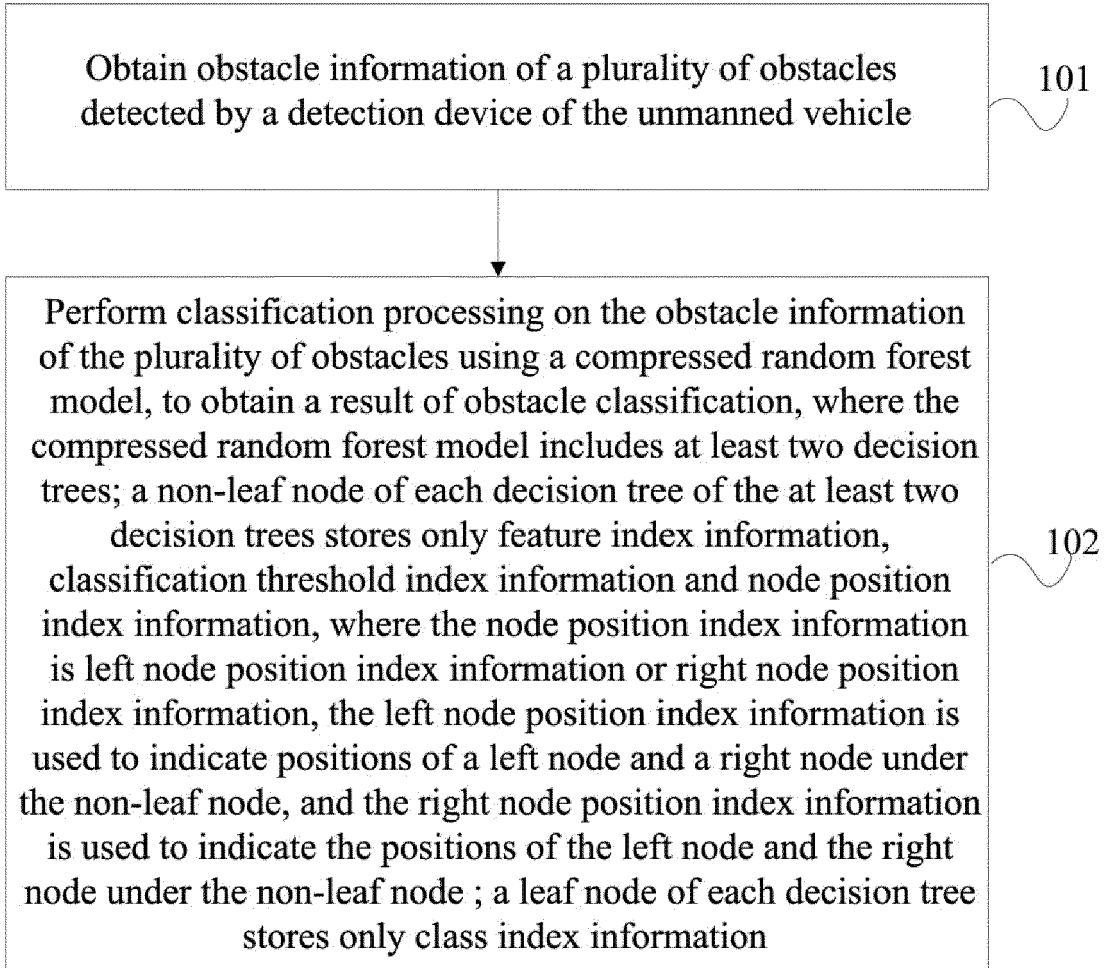 Obtain obstacle information of a plurality of obstacles
detected by a detection device of the unmanned vehicle
101
Perform classification processing on the obstacle information
of the plurality of obstacles using a compressed random forest
model, to obtain a result of obstacle classification, where the
compressed random forest model includes at least two decision
trees; a non-leaf node of each decision tree of the at least two
decision trees stores only feature index information,
classification threshold index information and node position
index information, where the node position index information
is left node position index information or right node position
index information, the left node position index information is
used to indicate positions of a left node and a right node under
the non-leaf node, and the right node position index information
is used to indicate the positions of the left node and the right
node under the non-leaf node ; a leaf node of each decision tree
stores only class index information
102